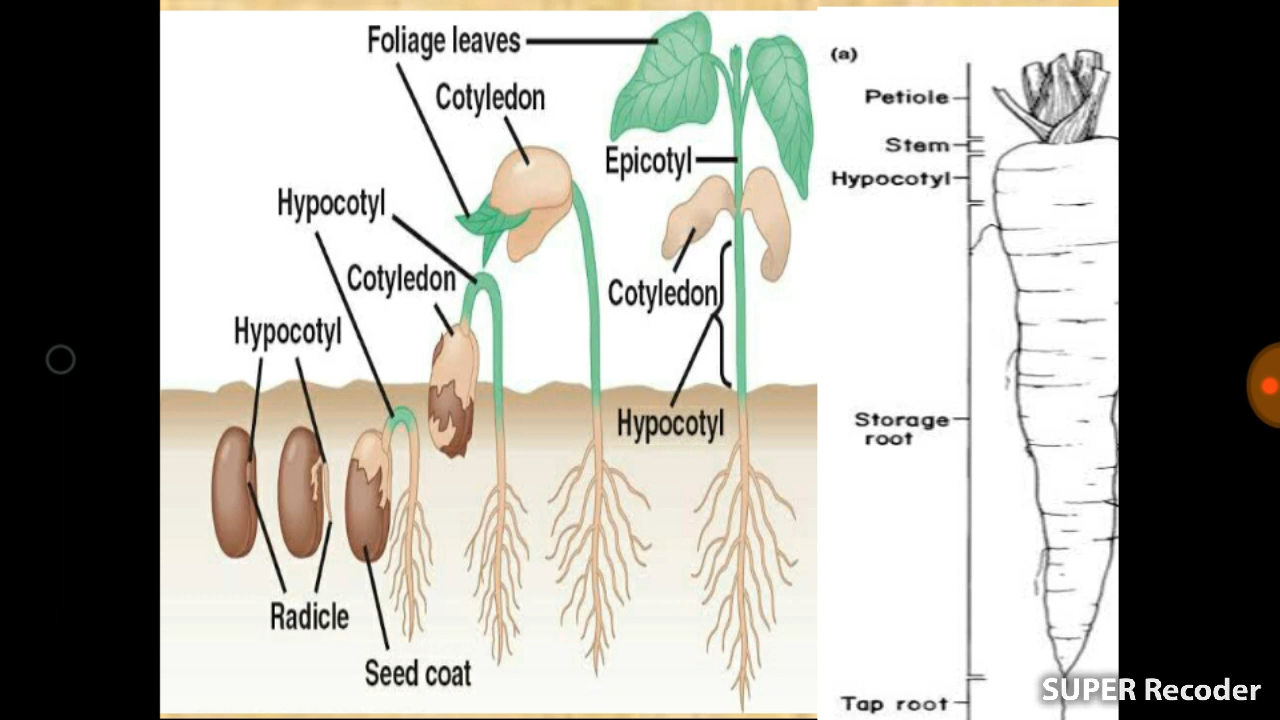 Foliage leaves
Cotyledon
Epicotyl
Hypocotyl
Cotyledon
Cotyledon
Hypocotyl
Hypocotyl
Radicle
Seed coat
(a)
Petiole
Stem
Hypocotyl
Storage
root
Tap root
SUPER Recoder